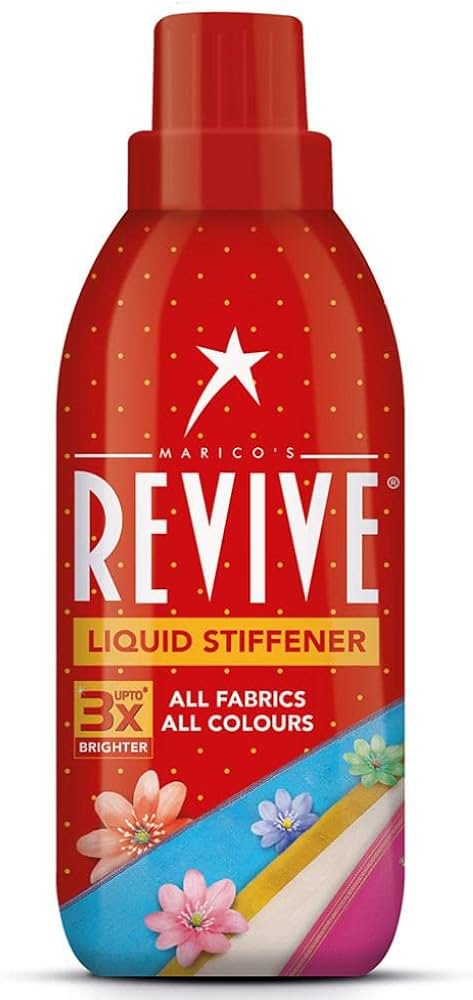 MARICO'S
REVIVE®
LIQUID STIFFENER
UPTO*
3X
BRIGHTER
ALL FABRICS
ALL COLOURS